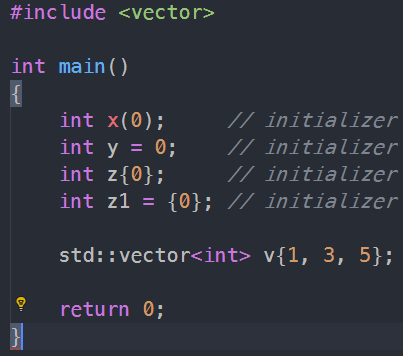 #include <vector>
int main()
{
int x(0); // initializer
int y = 0; // initializer
int z{0}; // initializer
int z1 = {0}; // initializer
std::vector<int> v{1, 3, 5};
return 0;
}